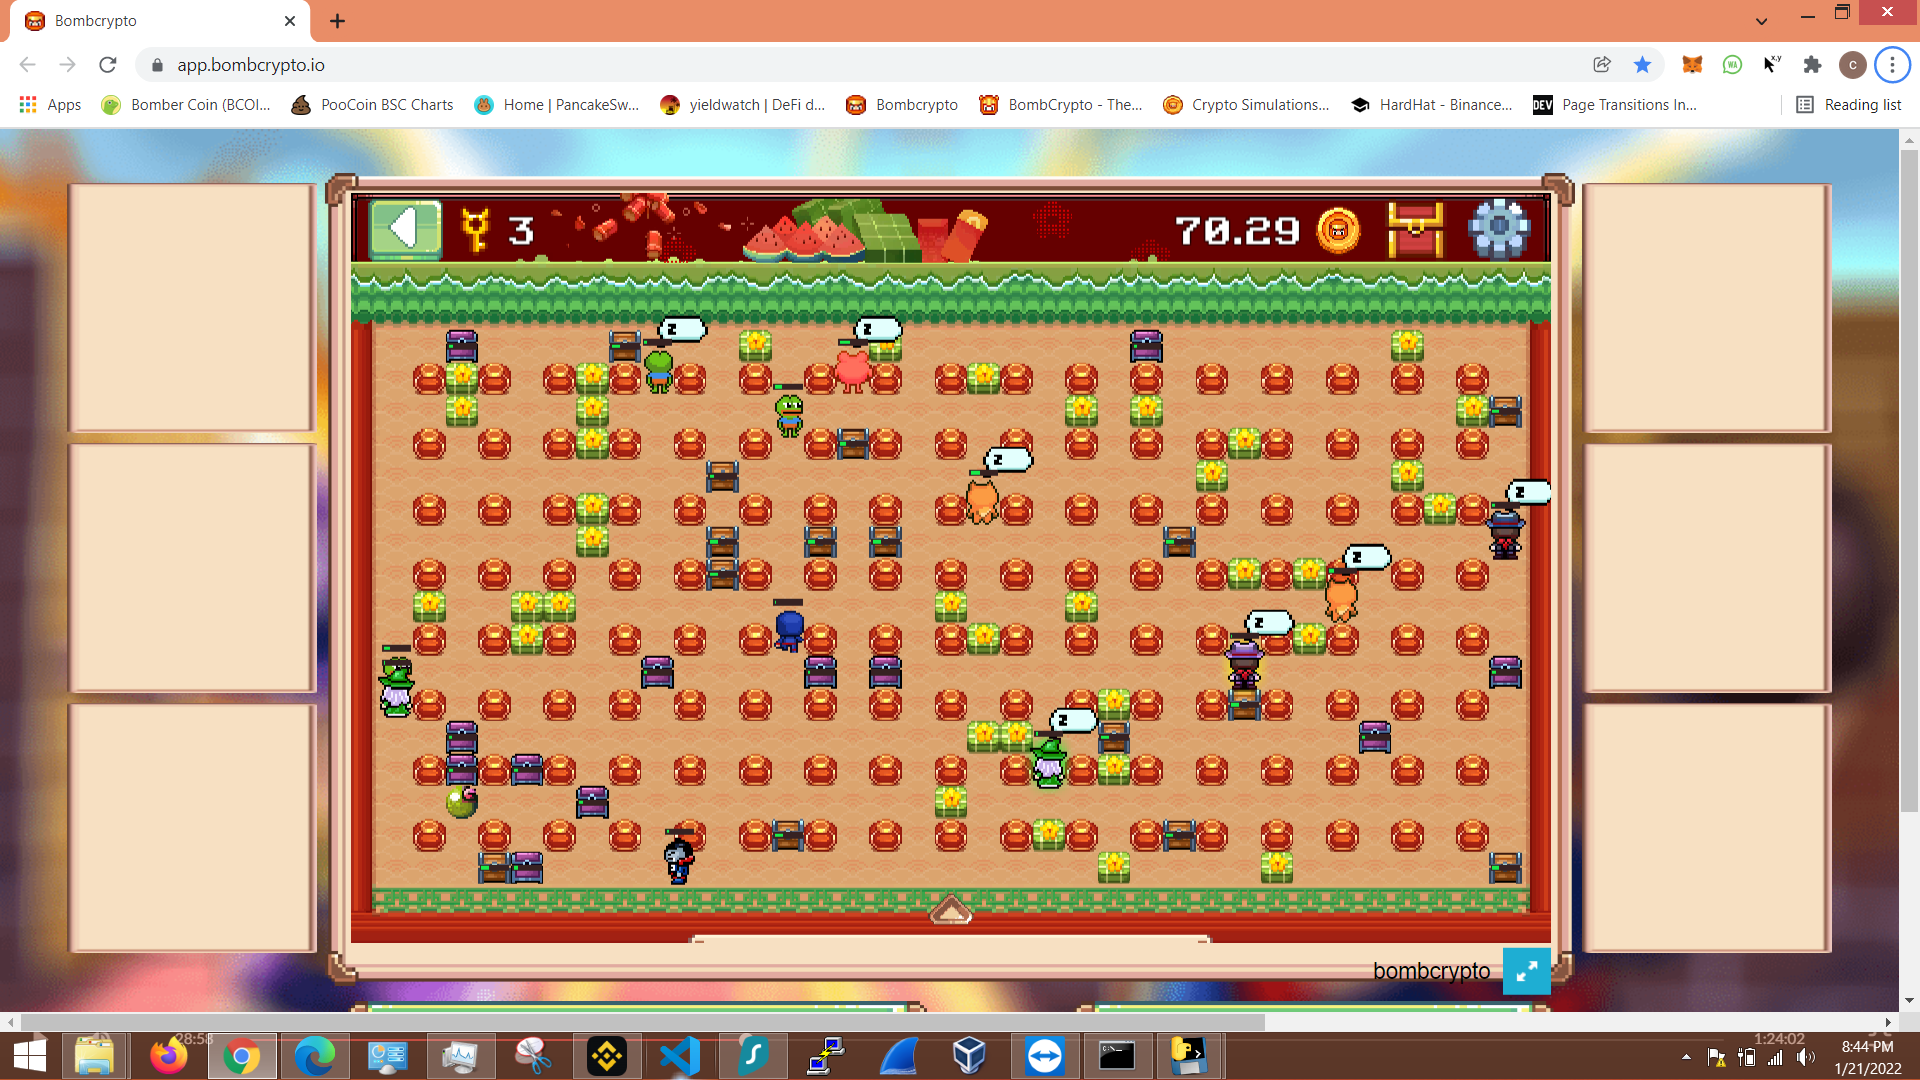 Bombcrypto
app.bombcrypto.io
WA
x,y
C
Apps
Bomber Coin (BCOI...
PooCoin BSC Charts
Home | PancakeSw...
yieldwatch | DeFi d...
Bombcrypto
BombCrypto - The...
Crypto Simulations...
HardHat - Binance...
DEV
Page Transitions In...
Reading list
3
70.29
z
z
z
z
z
z
z
bombcrypto
28:58
1:24:02
8:44 PM
1/21/2022